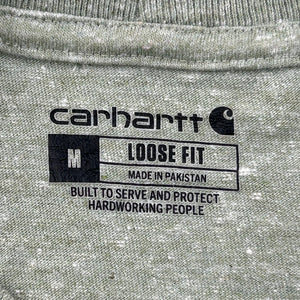 carhartt
M LOOSE FIT
MADE IN PAKISTAN
BUILT TO SERVE AND PROTECT
HARDWORKING PEOPLE